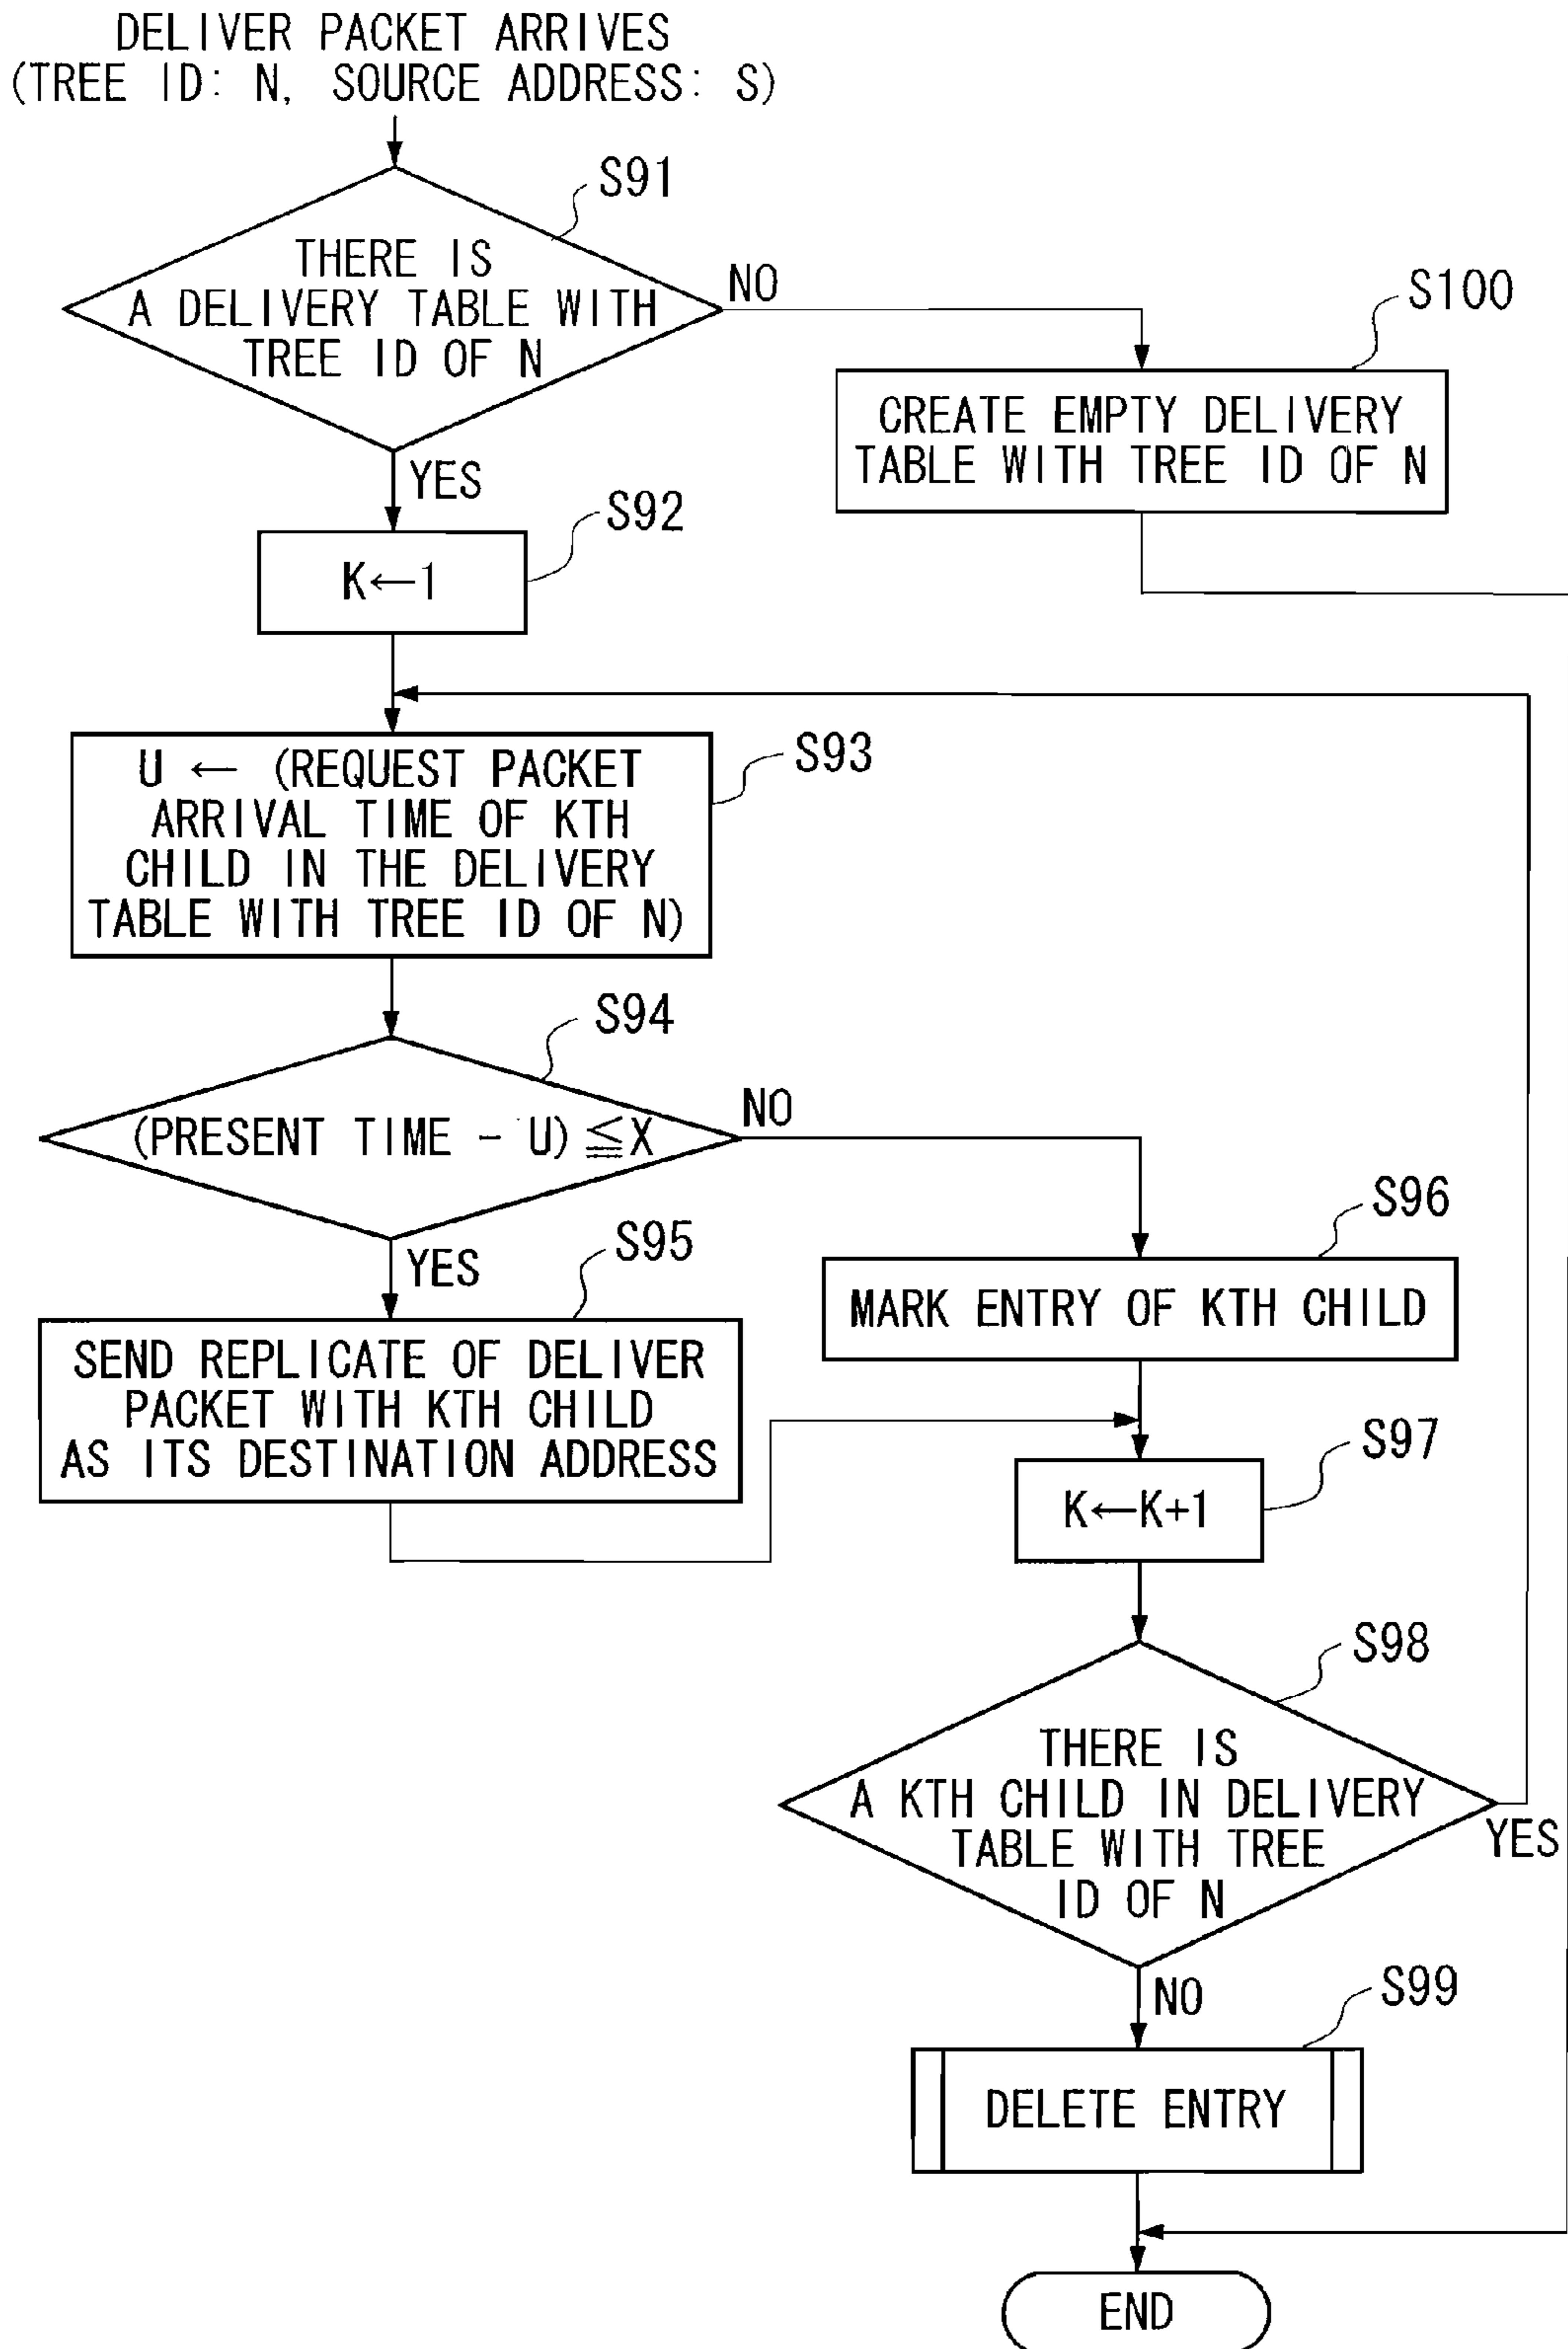 DELIVER PACKET ARRIVES
(TREE ID: N, SOURCE ADDRESS: S)
S91
THERE IS
A DELIVERY TABLE WITH
TREE ID OF N
NO
YES
S100
CREATE EMPTY DELIVERY
TABLE WITH TREE ID OF N
S92
K←1
S93
U ← (REQUEST PACKET
ARRIVAL TIME OF KTH
CHILD IN THE DELIVERY
TABLE WITH TREE ID OF N)
S94
(PRESENT TIME - U) ≦X
NO
YES
S95
SEND REPLICATE OF DELIVER
PACKET WITH KTH CHILD
AS ITS DESTINATION ADDRESS
S96
MARK ENTRY OF KTH CHILD
S97
K←K+1
S98
THERE IS
A KTH CHILD IN DELIVERY
TABLE WITH TREE
ID OF N
YES
NO
S99
DELETE ENTRY
END